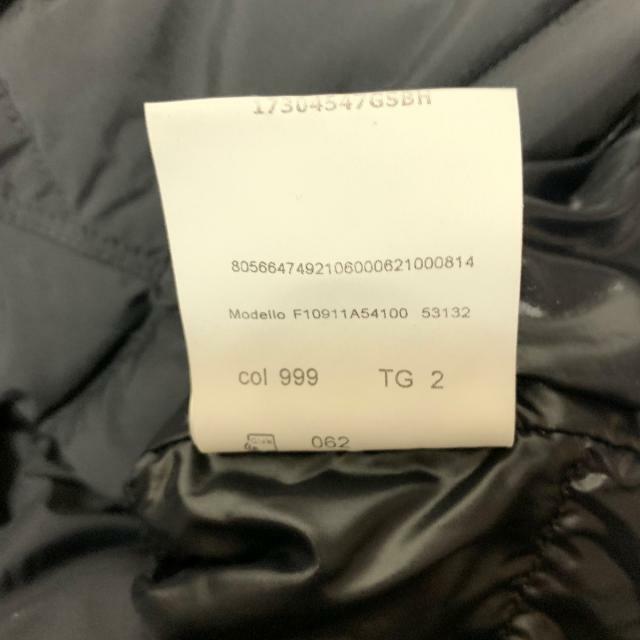 17304547GSBH
8056647492106000621000814
Modello F10911A54100 53132
col 999 TG 2
062